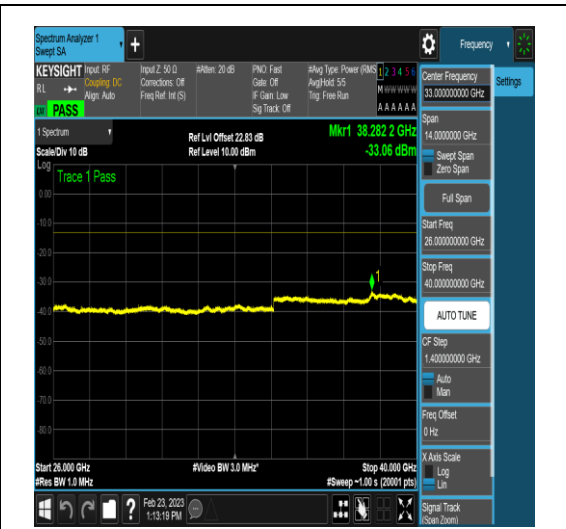 Spectrum Analyzer 1
Swept SA
+
Frequency
KEYSIGHT
RL
PASS
Input: RF
Coupling: DC
Align: Auto
Input Z: 50 Ω
Corrections: Off
Freq Ref: Int (S)
#Atten: 20 dB
PNO: Fast
Gate: Off
IF Gain: Low
Sig Track: Off
#Avg Type: Power (RMS
Avg|Hold: 5/5
Trig: Free Run
1 2 3 4 5 6
M W W W W W
A A A A A A
1 Spectrum
Scale/Div 10 dB
Ref Lvl Offset 22.83 dB
Ref Level 10.00 dBm
Mkr1 38.282 2 GHz
-33.06 dBm
Log
Trace 1 Pass
0.00
-10.0
-20.0
-30.0
-40.0
-50.0
-60.0
-70.0
-80.0
1
Start 26.000 GHz
#Res BW 1.0 MHz
#Video BW 3.0 MHz*
Stop 40.000 GHz
#Sweep ~1.00 s (20001 pts)
?
Feb 23, 2023
1:13:19 PM
Center Frequency
33.000000000 GHz
Settings
Span
14.0000000 GHz
Swept Span
Zero Span
Full Span
Start Freq
26.000000000 GHz
Stop Freq
40.000000000 GHz
AUTO TUNE
CF Step
1.400000000 GHz
Auto
Man
Freq Offset
0 Hz
X Axis Scale
Log
Lin
Signal Track
(Span Zoom)